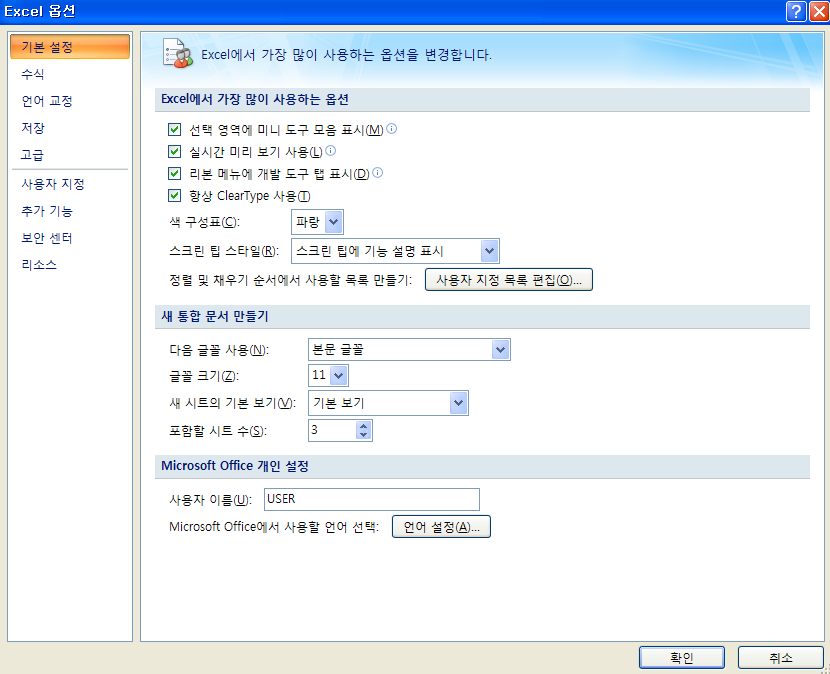 Excel 옵션
기본 설정
수식
언어 교정
저장
고급
사용자 지정
추가 기능
보안 센터
리소스
Excel에서 가장 많이 사용하는 옵션을 변경합니다.
Excel에서 가장 많이 사용하는 옵션
선택 영역에 미니 도구 모음 표시(M)
실시간 미리 보기 사용(L)
리본 메뉴에 개발 도구 탭 표시(D)
항상 ClearType 사용(T)
색 구성표(C): 파랑
스크린 팁 스타일(R): 스크린 팁에 기능 설명 표시
정렬 및 채우기 순서에서 사용할 목록 만들기: 사용자 지정 목록 편집(O)...
새 통합 문서 만들기
다음 글꼴 사용(N): 본문 글꼴
글꼴 크기(Z): 11
새 시트의 기본 보기(V): 기본 보기
포함할 시트 수(S): 3
Microsoft Office 개인 설정
사용자 이름(U): USER
Microsoft Office에서 사용할 언어 선택: 언어 설정(A)...
확인 취소